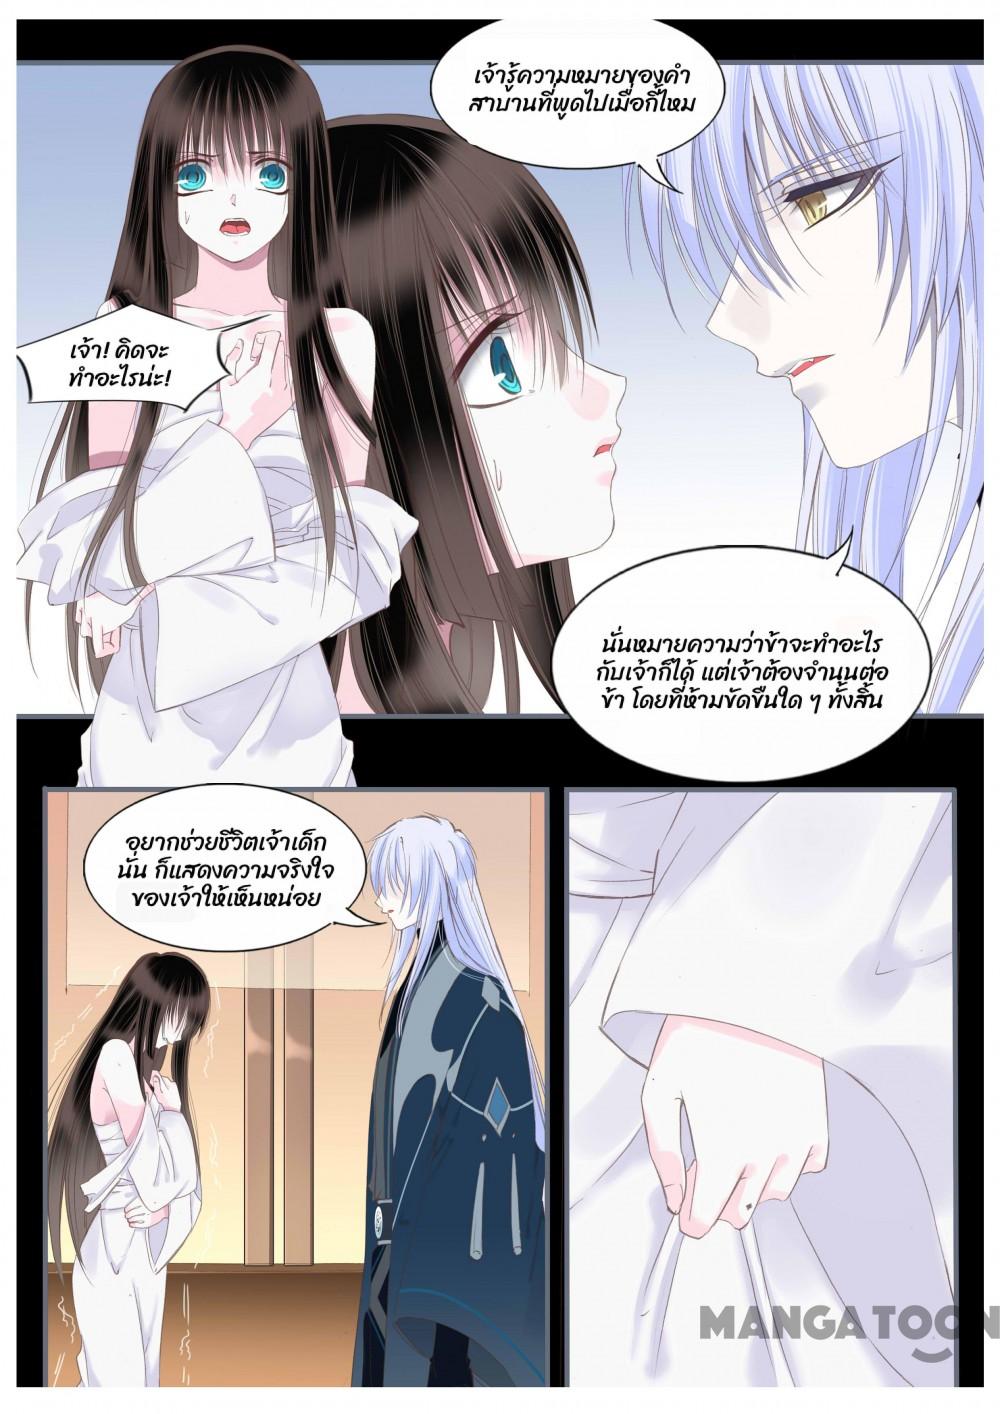 เจ้ารู้ความหมายของคำ
สาบานที่พูดไปเมื่อกี้ไหม
เจ้า! คิดจะ
ทำอะไรน่ะ!
นั่นหมายความว่าข้าจะทำอะไร
กับเจ้าก็ได้ แต่เจ้าต้องจำนนต่อ
ข้า โดยที่ห้ามขัดขืนใด ๆ ทั้งสิ้น
อยากช่วยชีวิตเจ้าเด็ก
นั่น ก็แสดงความจริงใจ
ของเจ้าให้เห็นหน่อย
MANGATOON